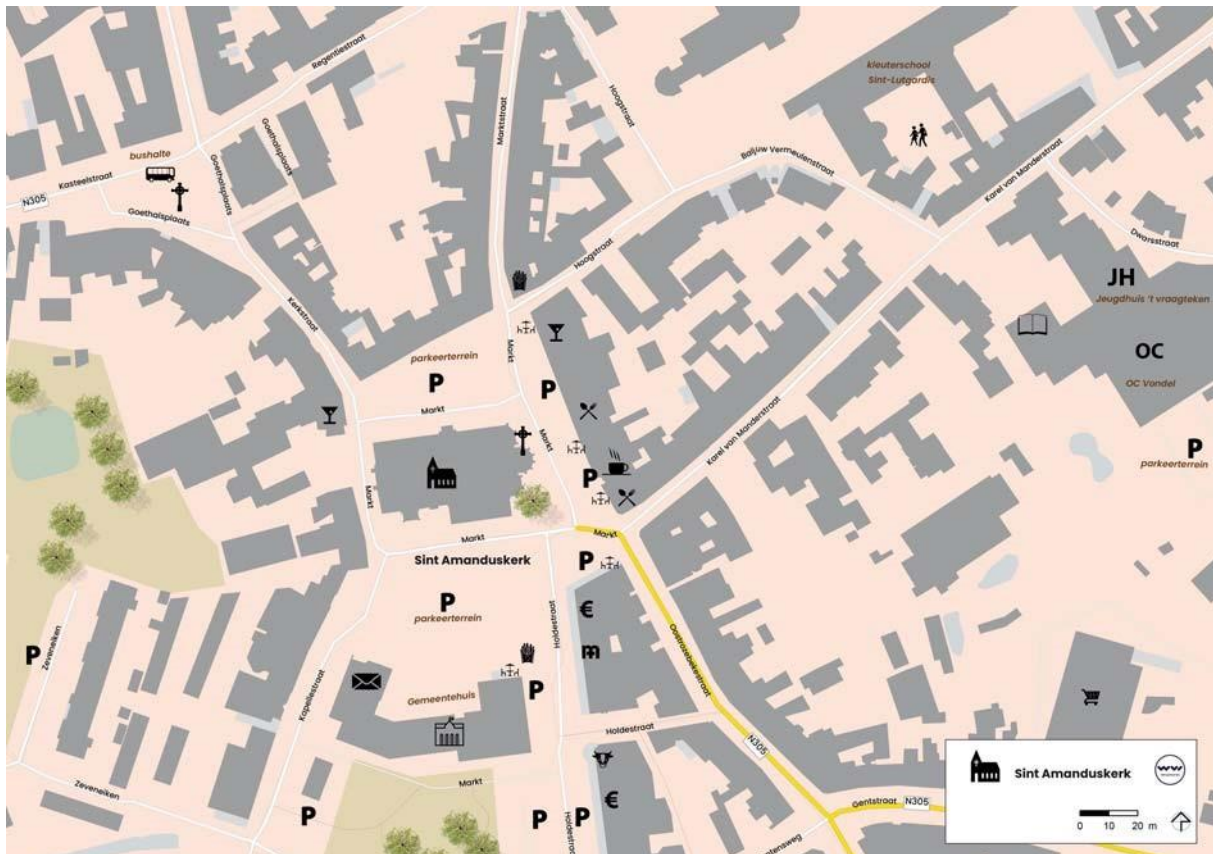 Regentiestraat
Marktstraat
Hoogstraat
kleuterschool
Sint-Lutgardis
Goethalsplaats
bushalte
Kasteelstraat
N305
Goethalsplaats
Goethalsplaats
Baljuw Vermeulenstraat
Karel van Manderstraat
Dwarsstraat
Hoogstraat
JH
Jeugdhuis 't vraagteken
Kerkstraat
OC
OC Vondel
Markt
parkeerterrein
P
P
Markt
Markt
Karel van Manderstraat
P
parkeerterrein
P
Markt
Markt
Markt
Sint Amanduskerk
P
P
parkeerterrein
€
Holdestraat
Oostrozebekestraat
m
P
Zeveneiken
Kapellestraat
Gemeentehuis
P
Holdestraat
N305
Markt
Zeveneiken
P
P
P
€
Holdestraat
Gentstraat
N305
Sint Amanduskerk
0 10 20 m